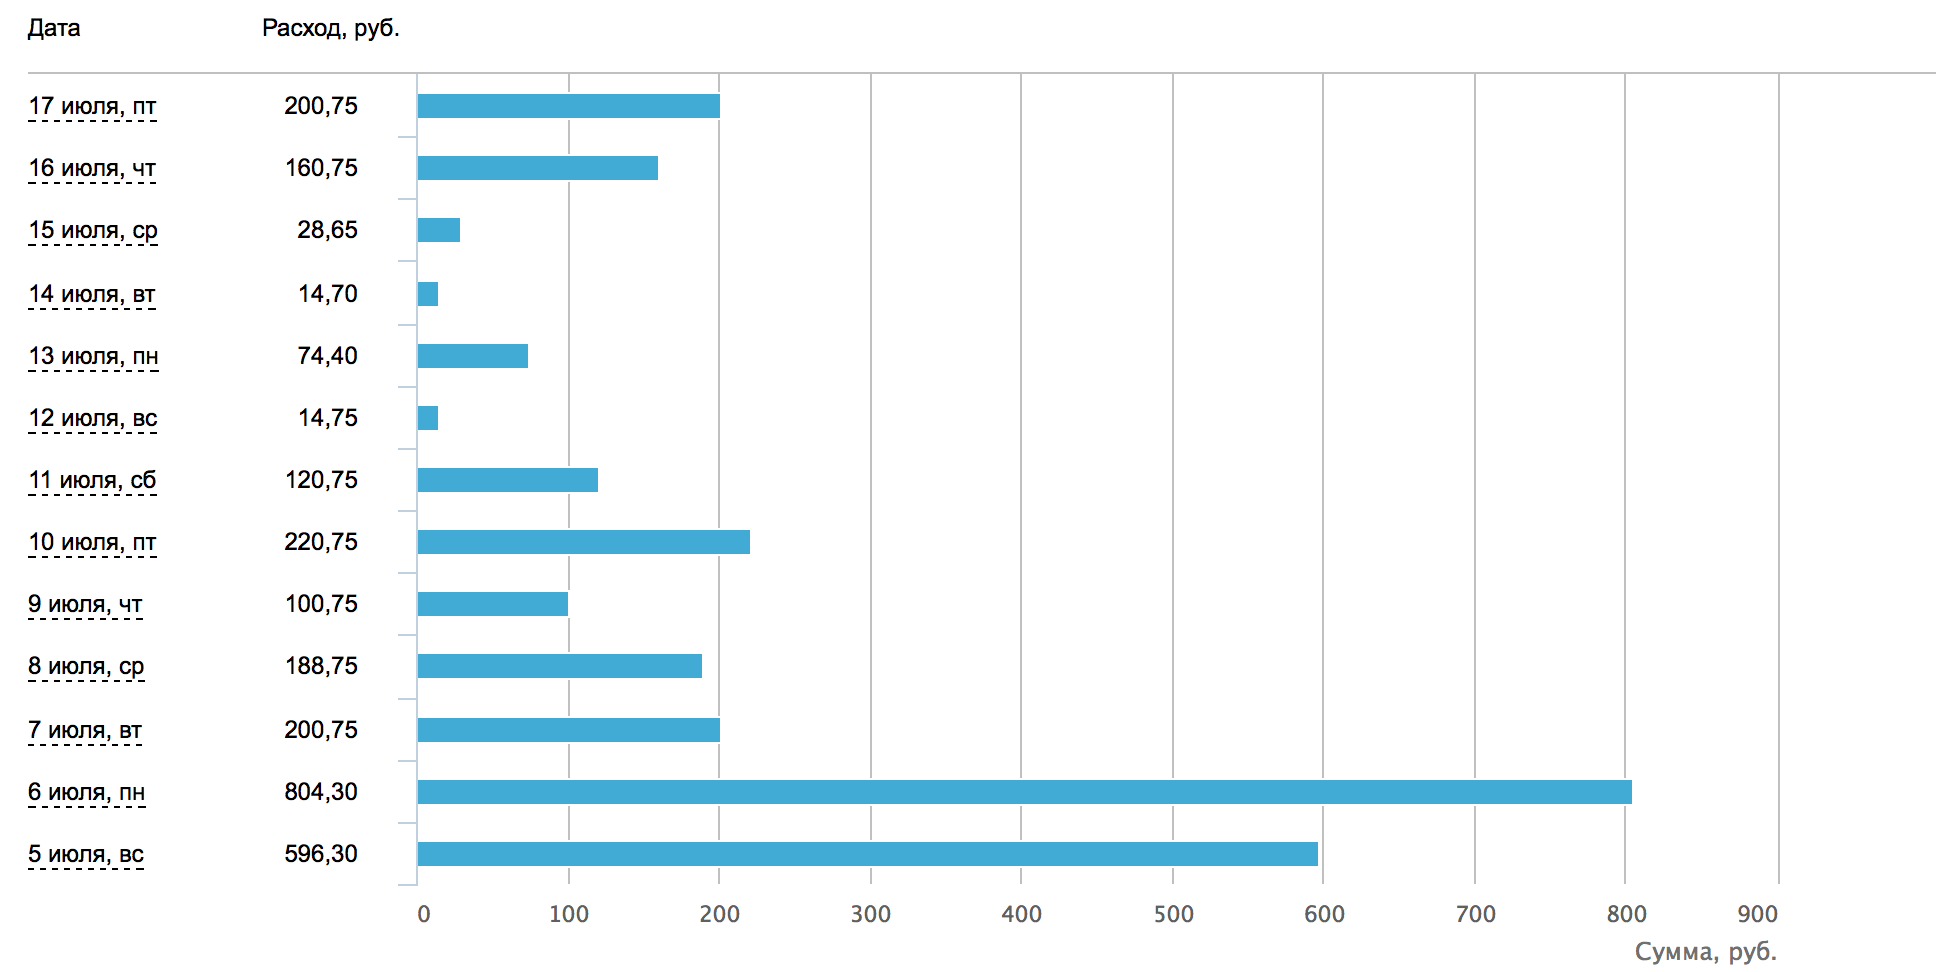 Дата Расход, руб.
17 июля, пт 200,75
16 июля, чт 160,75
15 июля, ср 28,65
14 июля, вт 14,70
13 июля, пн 74,40
12 июля, вс 14,75
11 июля, сб 120,75
10 июля, пт 220,75
9 июля, чт 100,75
8 июля, ср 188,75
7 июля, вт 200,75
6 июля, пн 804,30
5 июля, вс 596,30
0 100 200 300 400 500 600 700 800 900
Сумма, руб.